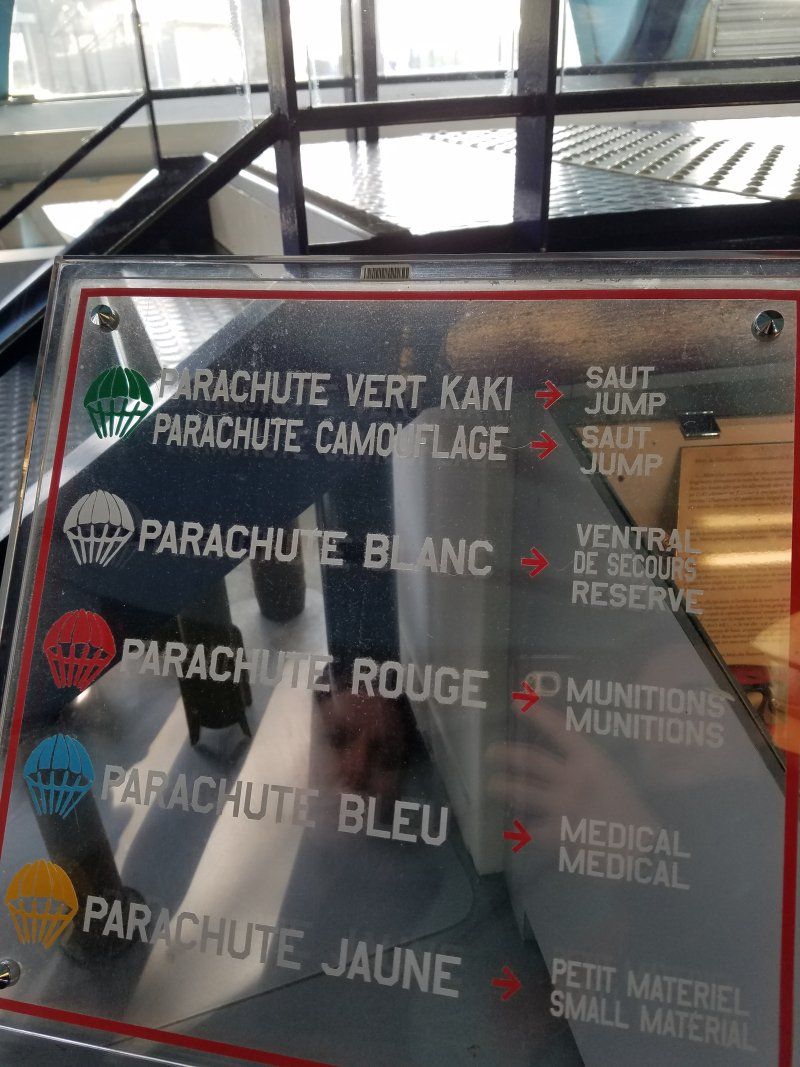 PARACHUTE VERT KAKI → SAUT
JUMP
PARACHUTE CAMOUFLAGE → SAUT
JUMP
PARACHUTE BLANC → VENTRAL
DE SECOURS
RESERVE
PARACHUTE ROUGE → MUNITIONS
MUNITIONS
PARACHUTE BLEU → MEDICAL
MEDICAL
PARACHUTE JAUNE → PETIT MATERIEL
SMALL MATERIAL